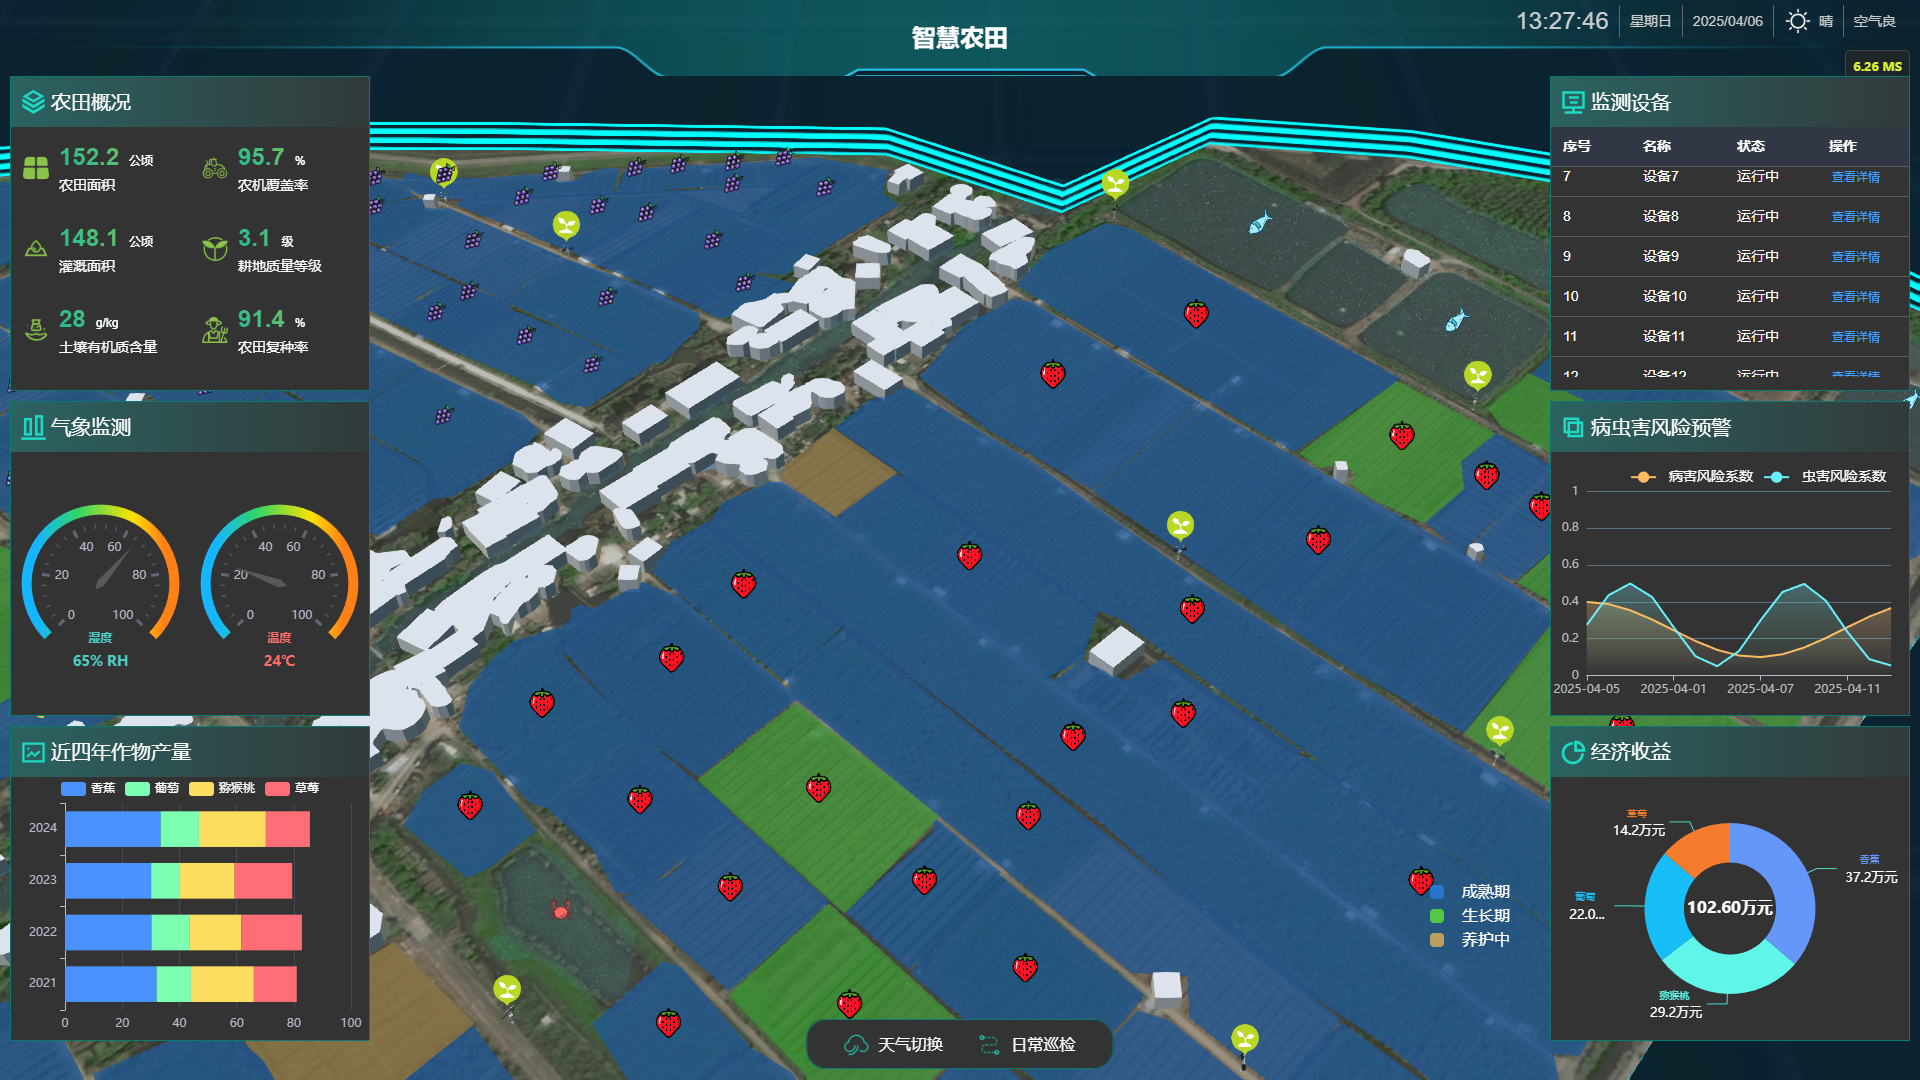 智慧农田
13:27:46 星期日 2025/04/06 晴 空气良
6.26 MS
农田概况
152.2 公顷
农田面积
95.7 %
农机覆盖率
148.1 公顷
灌溉面积
3.1 级
耕地质量等级
28 g/kg
土壤有机质含量
91.4 %
农田复种率
气象监测
0 20 40 60 80 100
湿度
65% RH
0 20 40 60 80 100
温度
24℃
近四年作物产量
香蕉 葡萄 猕猴桃 草莓
2024
2023
2022
2021
0 20 40 60 80 100
成熟期
生长期
养护中
天气切换 日常巡检
监测设备
序号 名称 状态 操作
7 设备7 运行中 查看详情
8 设备8 运行中 查看详情
9 设备9 运行中 查看详情
10 设备10 运行中 查看详情
11 设备11 运行中 查看详情
12 设备12 运行中 查看详情
病虫害风险预警
病害风险系数 虫害风险系数
1
0.8
0.6
0.4
0.2
0
2025-04-05 2025-04-01 2025-04-07 2025-04-11
经济收益
草莓
14.2万元
香蕉
37.2万元
葡萄
22.0...
102.60万元
猕猴桃
29.2万元